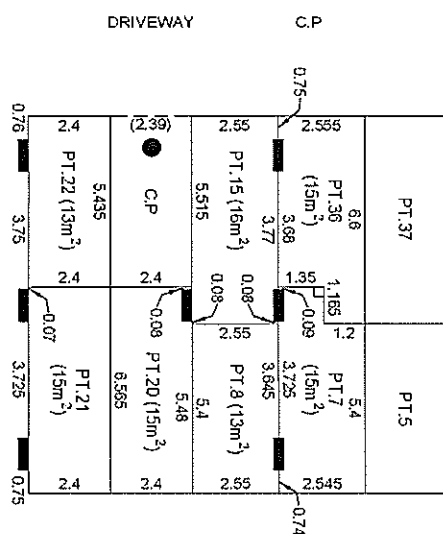 DRIVEWAY C.P
0.76 2.4 (2.39) 2.55 0.75 2.555
PT.22 (13m²)
C.P
PT.15 (16m²)
PT.36
(15m²)
PT.37
3.75 5.435 5.515 3.77 3.68 6.6
2.4 2.4 1.35 1.165
0.07 0.08 0.08 0.08 0.09
2.55 1.2
PT.21
(15m²)
PT.20 (15m²)
PT.8 (13m²)
PT.7
(15m²)
PT.5
3.725 6.565 5.48 5.4 3.645 3.725 5.4
0.75 2.4 2.4 2.55 2.545 0.74